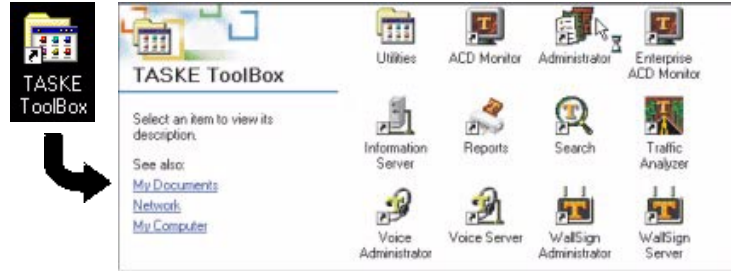 TASKE
ToolBox
TASKE ToolBox
Select an item to view its
description.
See also:
My Documents
Network
My Computer
Utilities
ACD Monitor
Administrator
Enterprise
ACD Monitor
Information
Server
Reports
Search
Traffic
Analyzer
Voice
Administrator
Voice Server
WallSign
Administrator
WallSign
Server